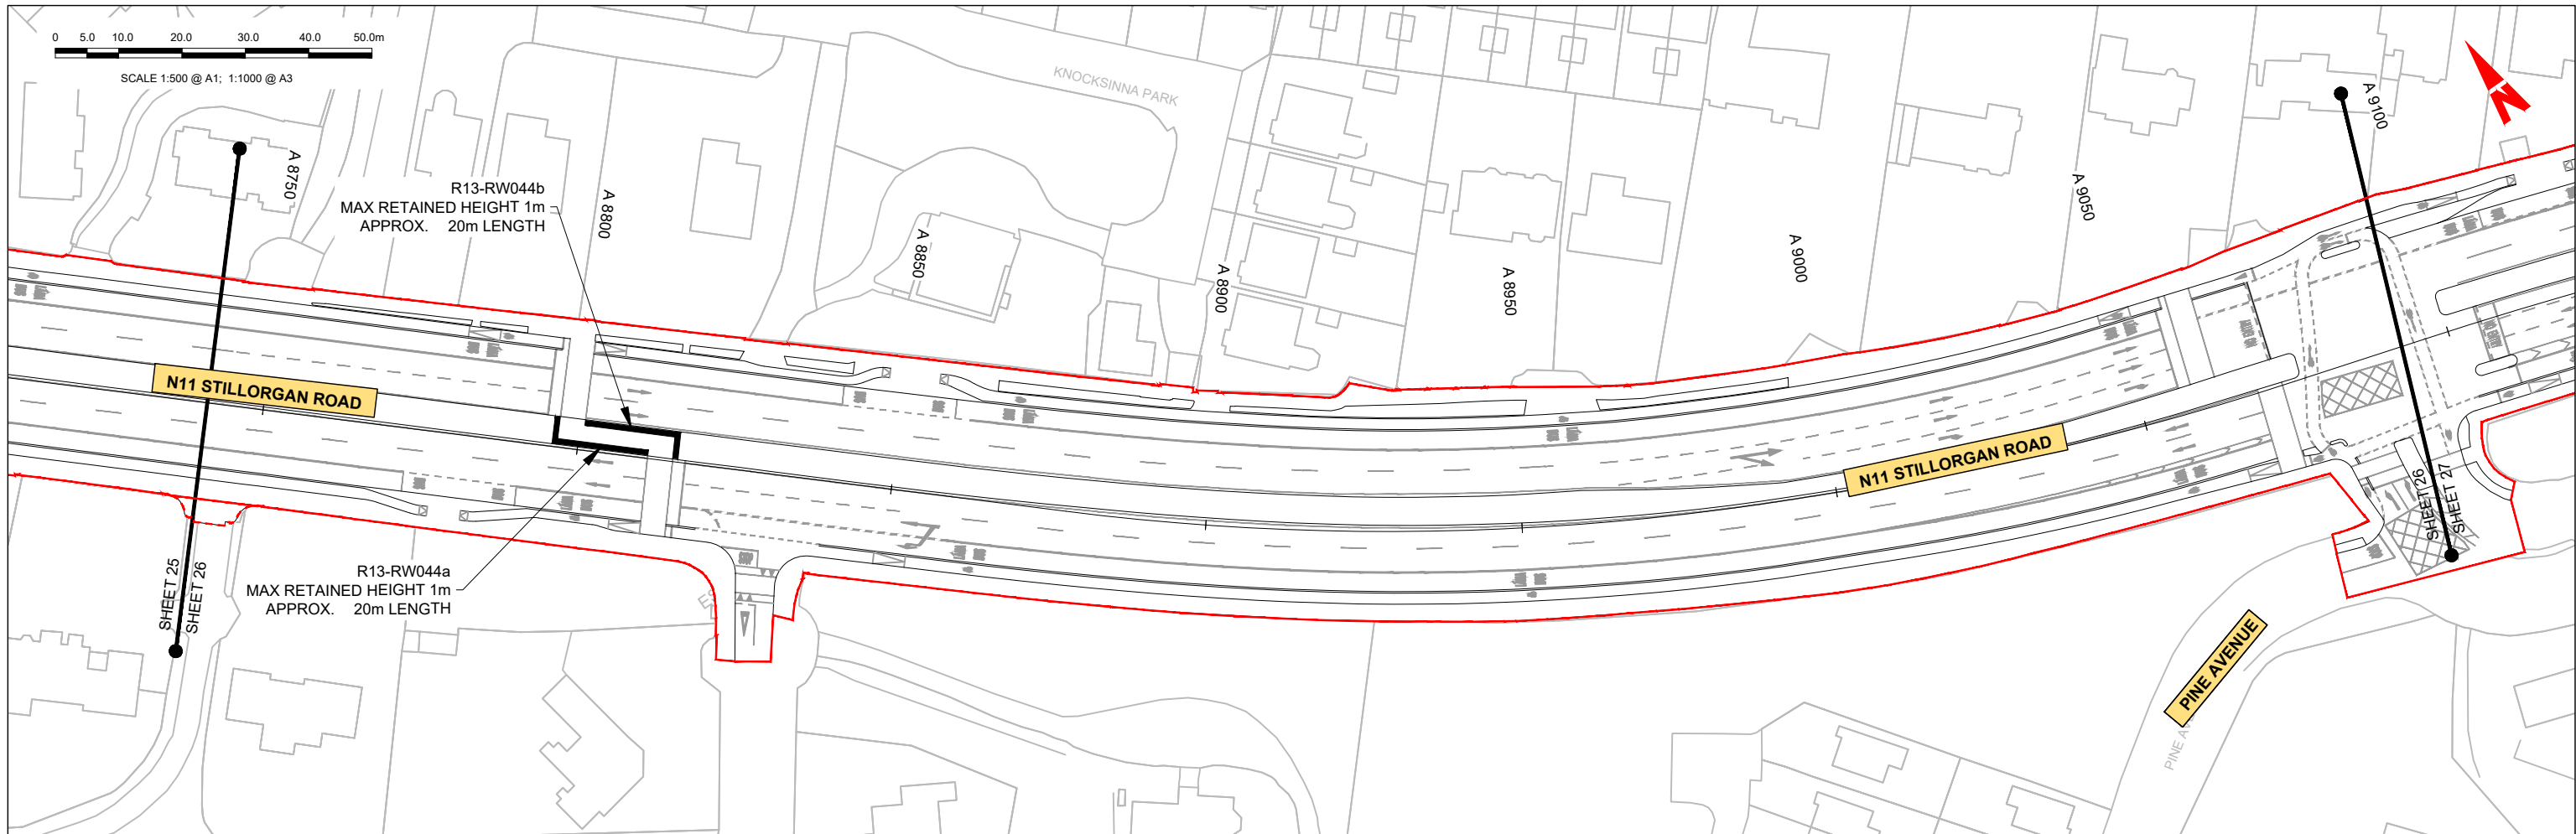 0 5.0 10.0 20.0 30.0 40.0 50.0m
SCALE 1:500 @ A1; 1:1000 @ A3
KNOCKSINNA PARK
A 8750
A 8800
A 8850
A 8900
A 8950
A 9000
A 9050
A 9100
N
R13-RW044b
MAX RETAINED HEIGHT 1m
APPROX. 20m LENGTH
N11 STILLORGAN ROAD
N11 STILLORGAN ROAD
R13-RW044a
MAX RETAINED HEIGHT 1m
APPROX. 20m LENGTH
SHEET 25
SHEET 26
SHEET 26
SHEET 27
PINE AVENUE